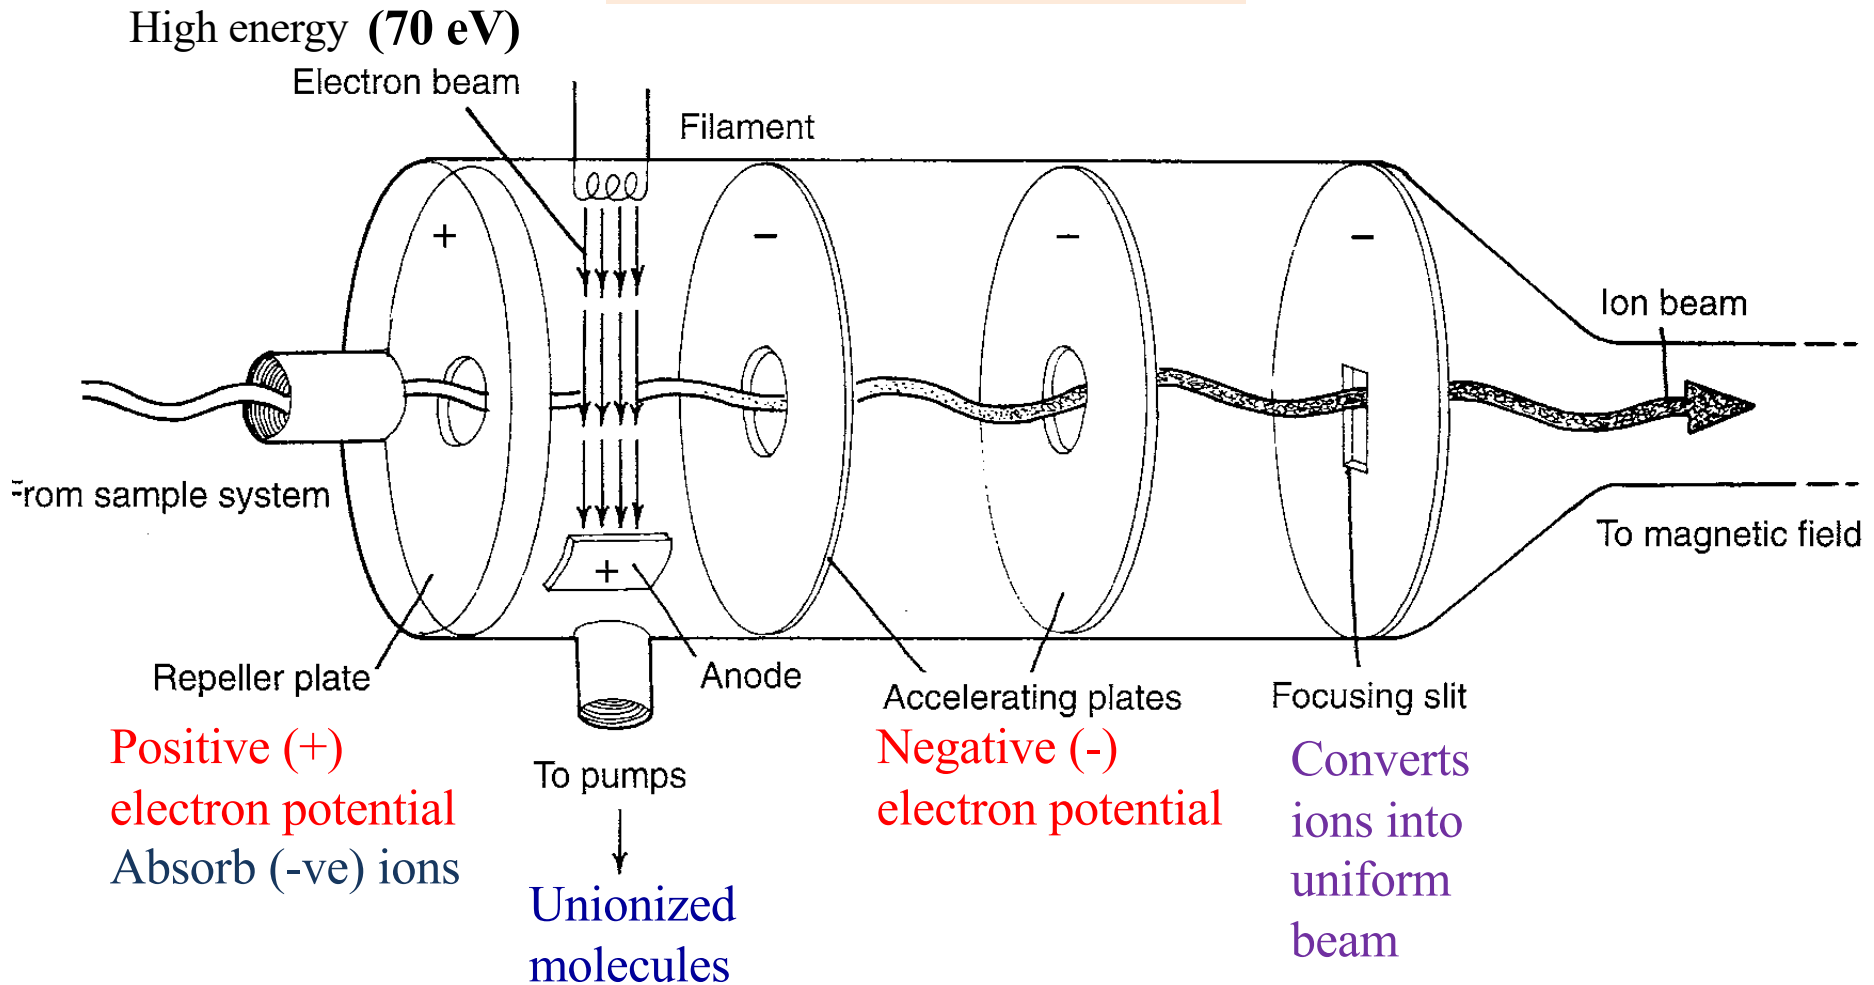 High energy (70 eV)
Electron beam
Filament
+
-
-
-
Ion beam
From sample system
To magnetic field
+
Repeller plate
Anode
Accelerating plates
Focusing slit
Positive (+)
electron potential
Absorb (-ve) ions
To pumps
Unionized
molecules
Negative (-)
electron potential
Converts
ions into
uniform
beam